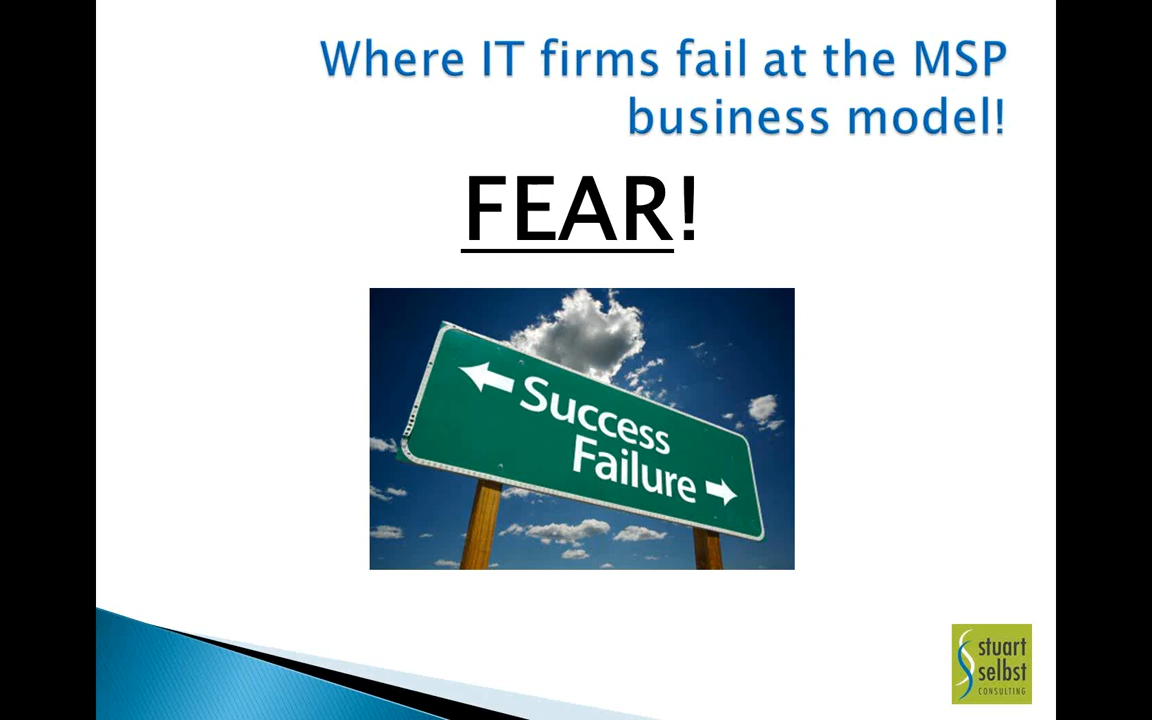 Where IT firms fail at the MSP
business model!
FEAR!
Success
Failure
stuart
selbst
CONSULTING